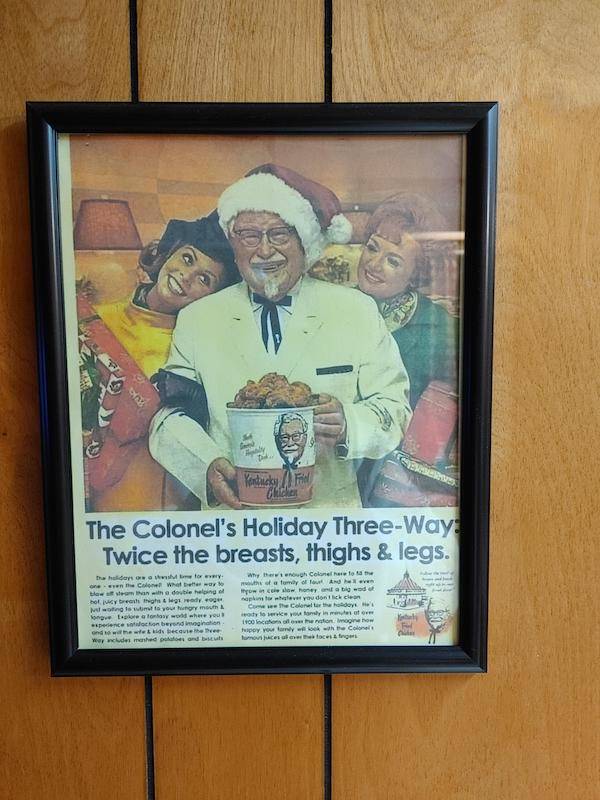 Kentucky Fried
Chicken
The Colonel's Holiday Three-Way:
Twice the breasts, thighs & legs.
The holidays are a stressful time for every-
one - even the Colonel! What better way to
blow off steam than with a double helping of
hot, juicy breasts, thighs & legs ready, eager
just waiting to submit to your hungry mouth &
tongue. Explore a fantasy world where you'll
experience satisfaction beyond imagination -
and so will the wife & kids because the Three-
Way includes mashed potatoes and biscuits
Why there's enough Colonel here to fill the
mouths of a family of four! And he'll even
throw in cole slaw, honey, and a big wad of
napkins for whatever you don't lick clean.
Come see The Colonel for the holidays. He's
ready to service your family in minutes at over
1900 locations all over the nation. Imagine how
happy your family will look with the Colonel's
famous juices all over their faces & fingers.
Kentucky
Fried
Chicken